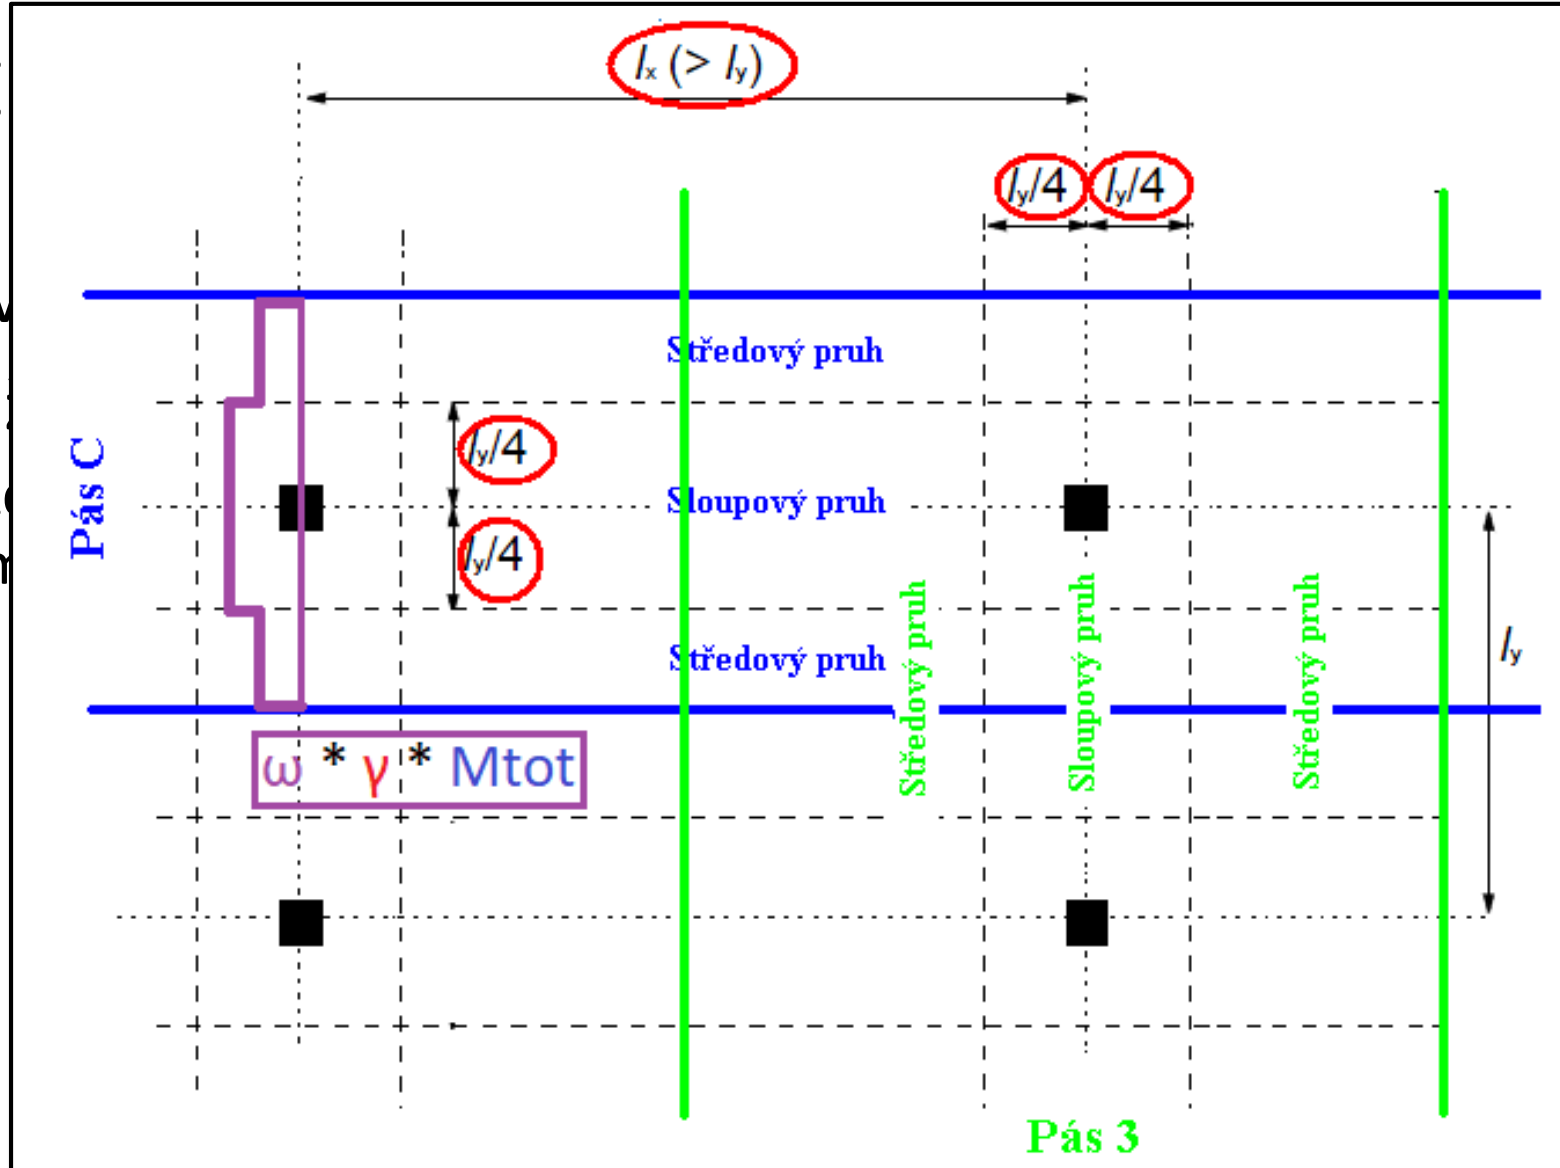 lx (> ly)
ly/4 ly/4
Středový pruh
ly/4
Sloupový pruh
ly/4
Středový pruh
Pás C
Středový pruh
Sloupový pruh
Středový pruh
ly
ω * γ * Mtot
Pás 3